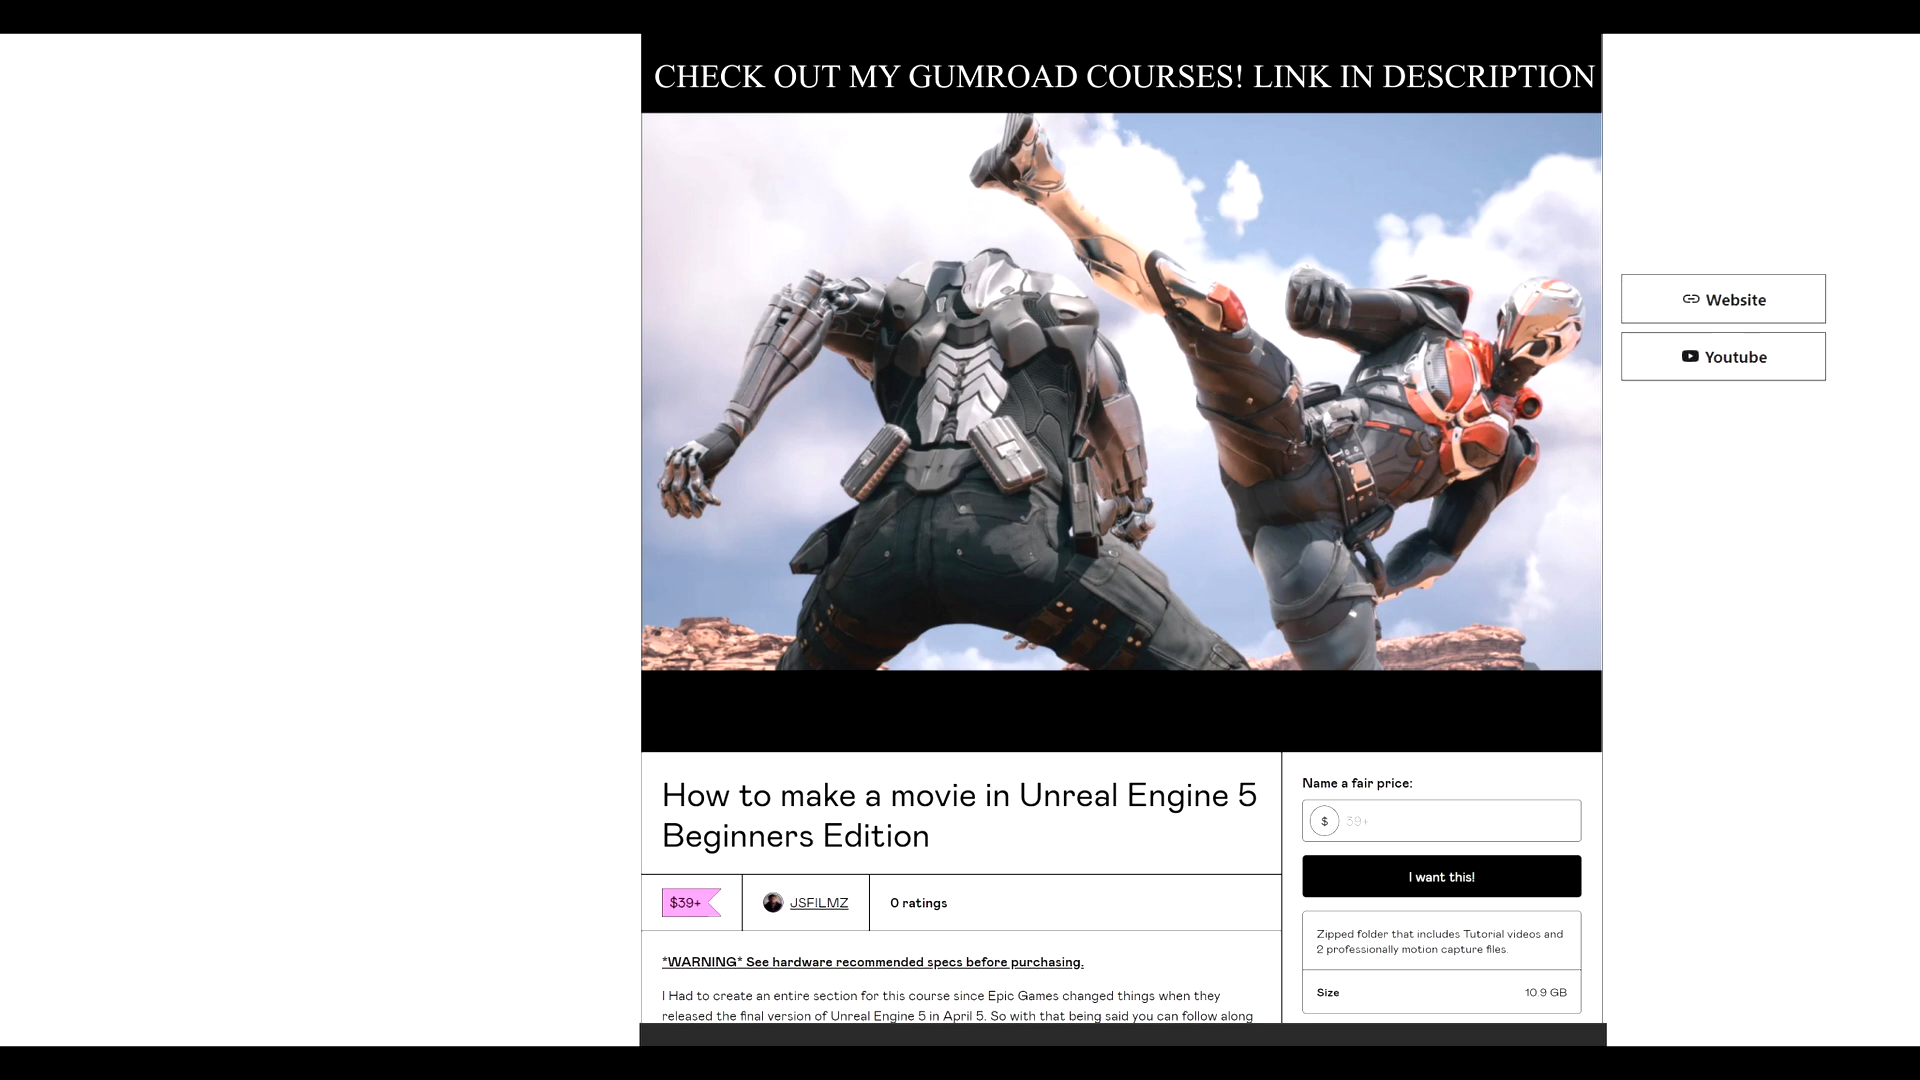 CHECK OUT MY GUMROAD COURSES! LINK IN DESCRIPTION
Website
Youtube
How to make a movie in Unreal Engine 5
Beginners Edition
$39+
JSFILMZ
0 ratings
*WARNING* See hardware recommended specs before purchasing.
I Had to create an entire section for this course since Epic Games changed things when they
released the final version of Unreal Engine 5 in April 5. So with that being said you can follow along
Name a fair price:
$ 39+
I want this!
Zipped folder that includes Tutorial videos and
2 professionally motion capture files.
Size 10.9 GB